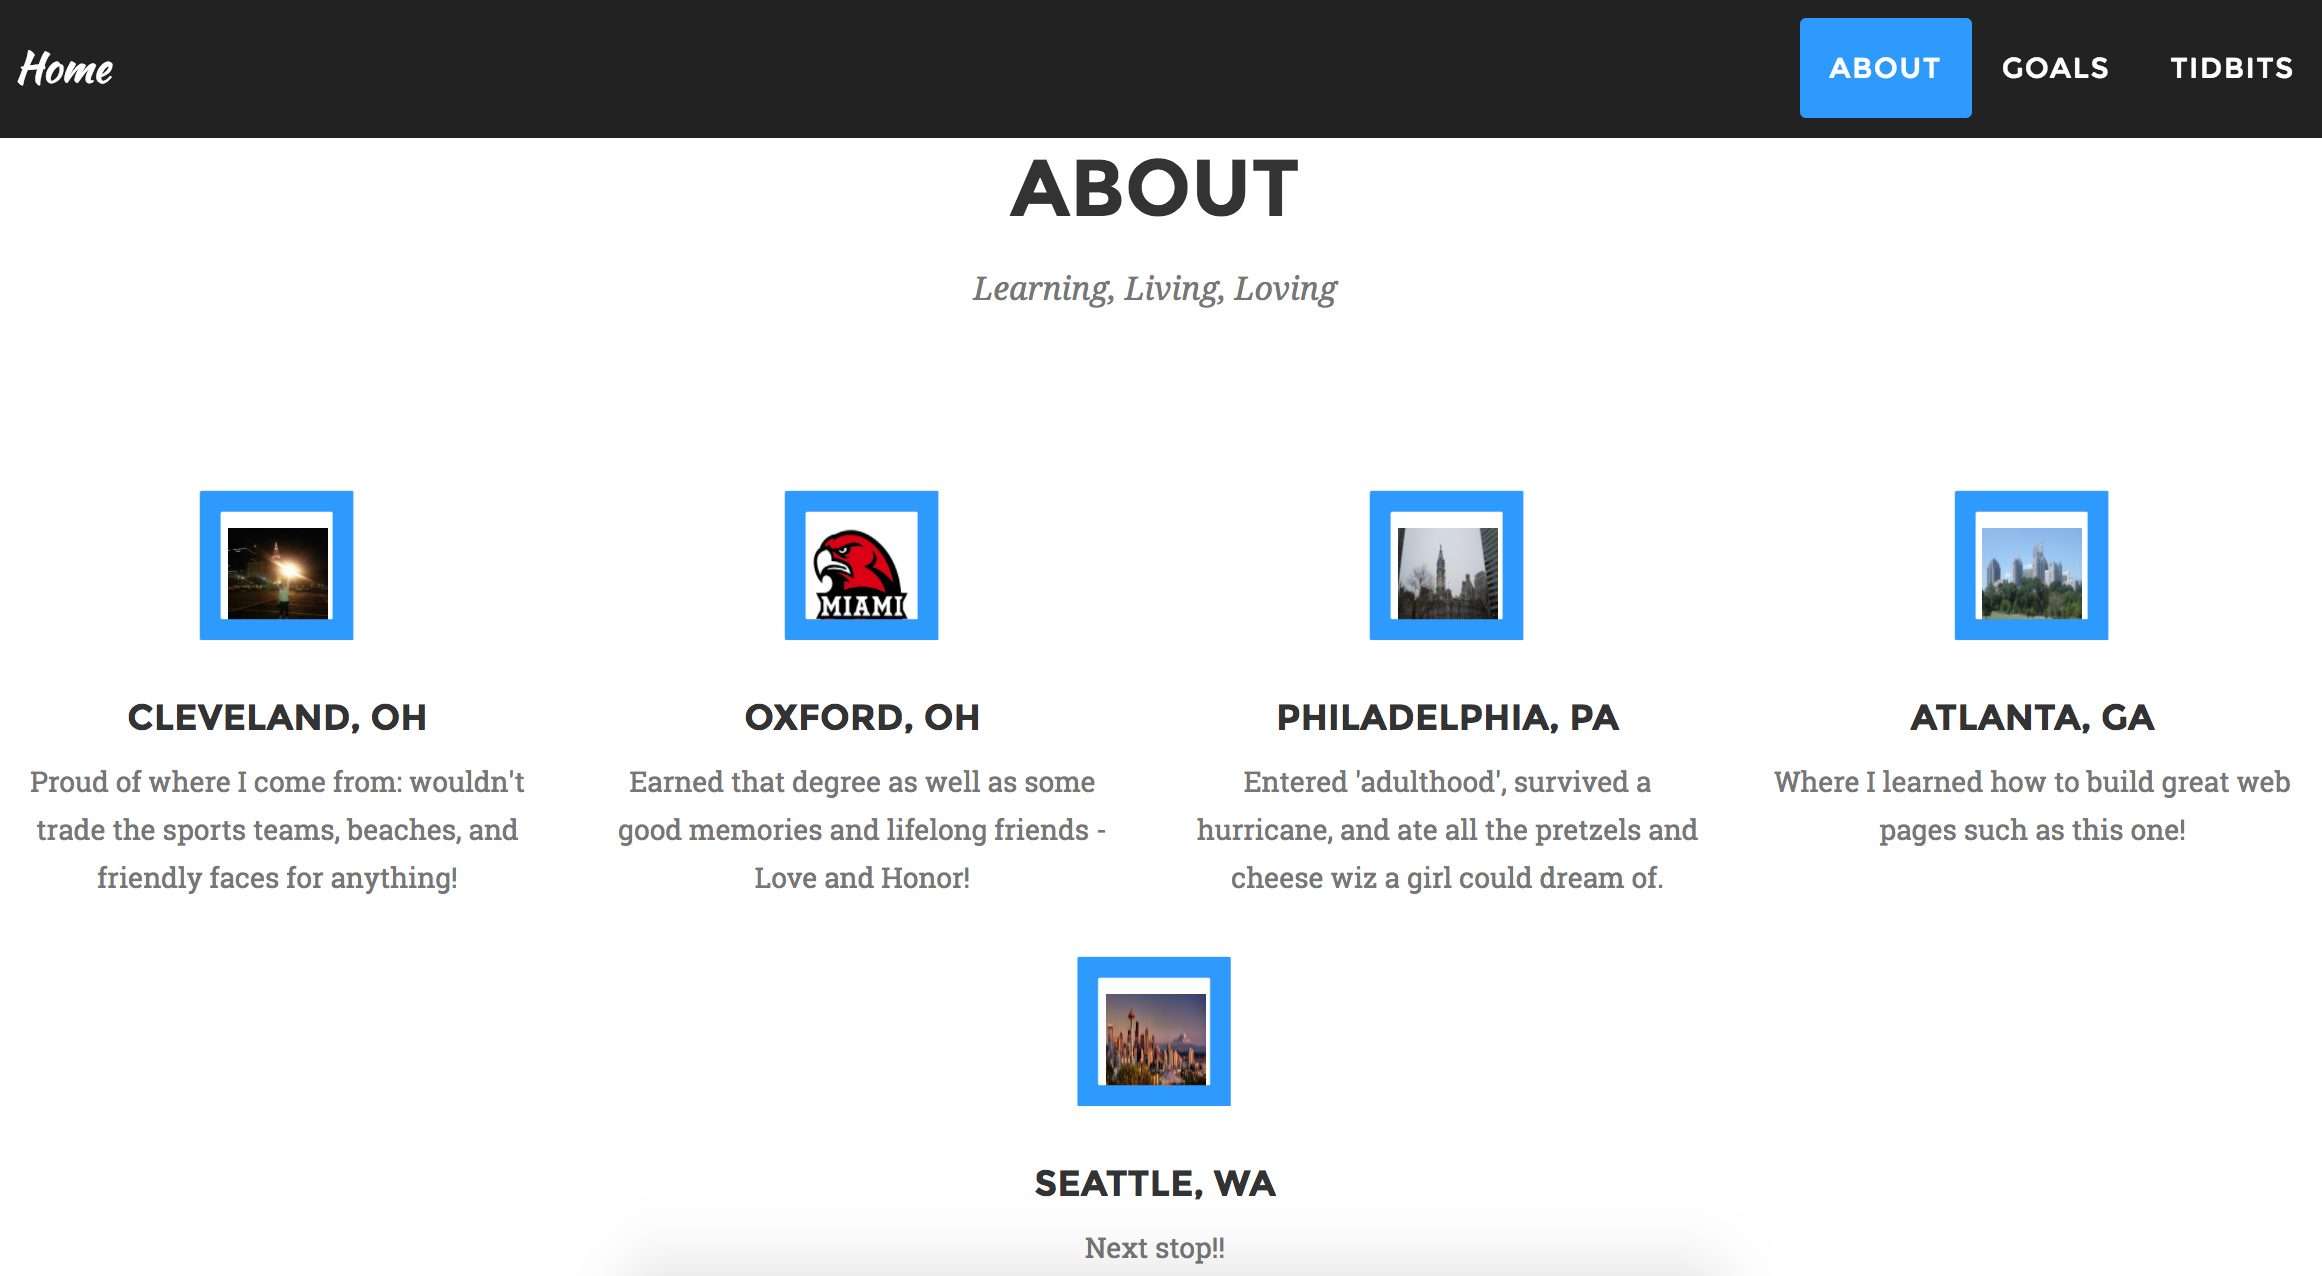 Home
ABOUT
GOALS
TIDBITS
ABOUT
Learning, Living, Loving
MIAMI
CLEVELAND, OH
Proud of where I come from: wouldn't
trade the sports teams, beaches, and
friendly faces for anything!
OXFORD, OH
Earned that degree as well as some
good memories and lifelong friends -
Love and Honor!
PHILADELPHIA, PA
Entered 'adulthood', survived a
hurricane, and ate all the pretzels and
cheese wiz a girl could dream of.
ATLANTA, GA
Where I learned how to build great web
pages such as this one!
SEATTLE, WA
Next stop!!